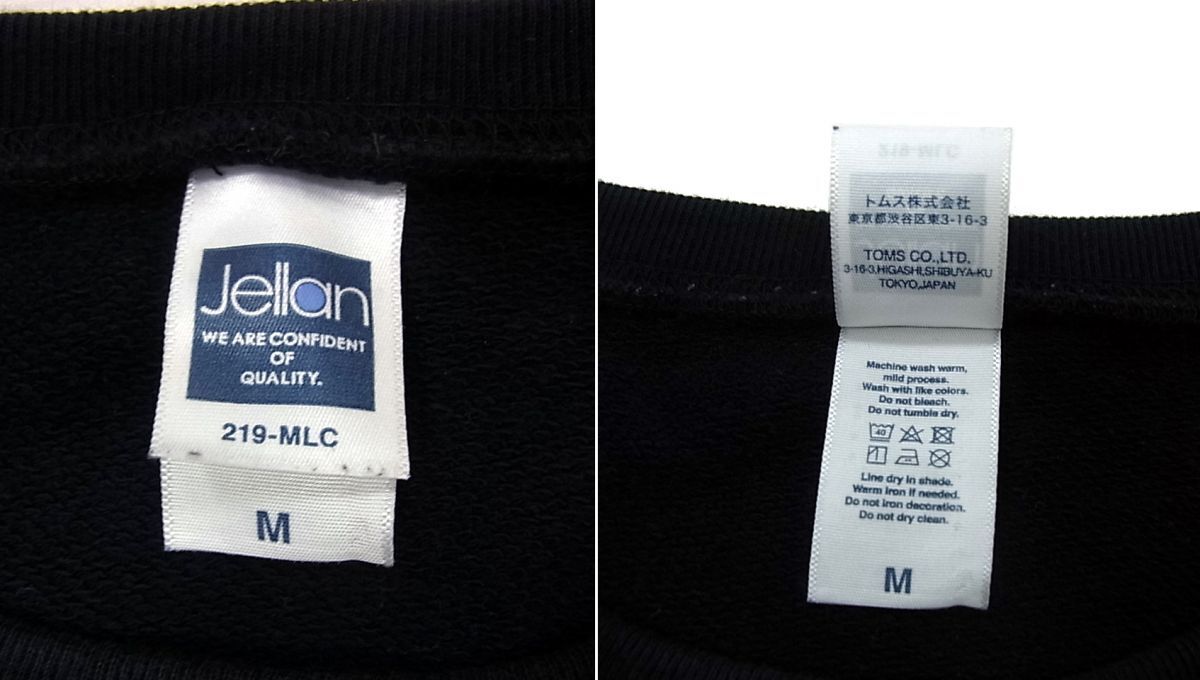 Jellan
WE ARE CONFIDENT
OF
QUALITY.
219-MLC
M
219-MLC
トムス株式会社
東京都渋谷区東3-16-3
TOMS CO.,LTD.
3-16-3,HIGASHI,SHIBUYA-KU
TOKYO,JAPAN
Machine wash warm,
mild process.
Wash with like colors.
Do not bleach.
Do not tumble dry.
40
Line dry in shade.
Warm iron if needed.
Do not iron decoration.
Do not dry clean.
M